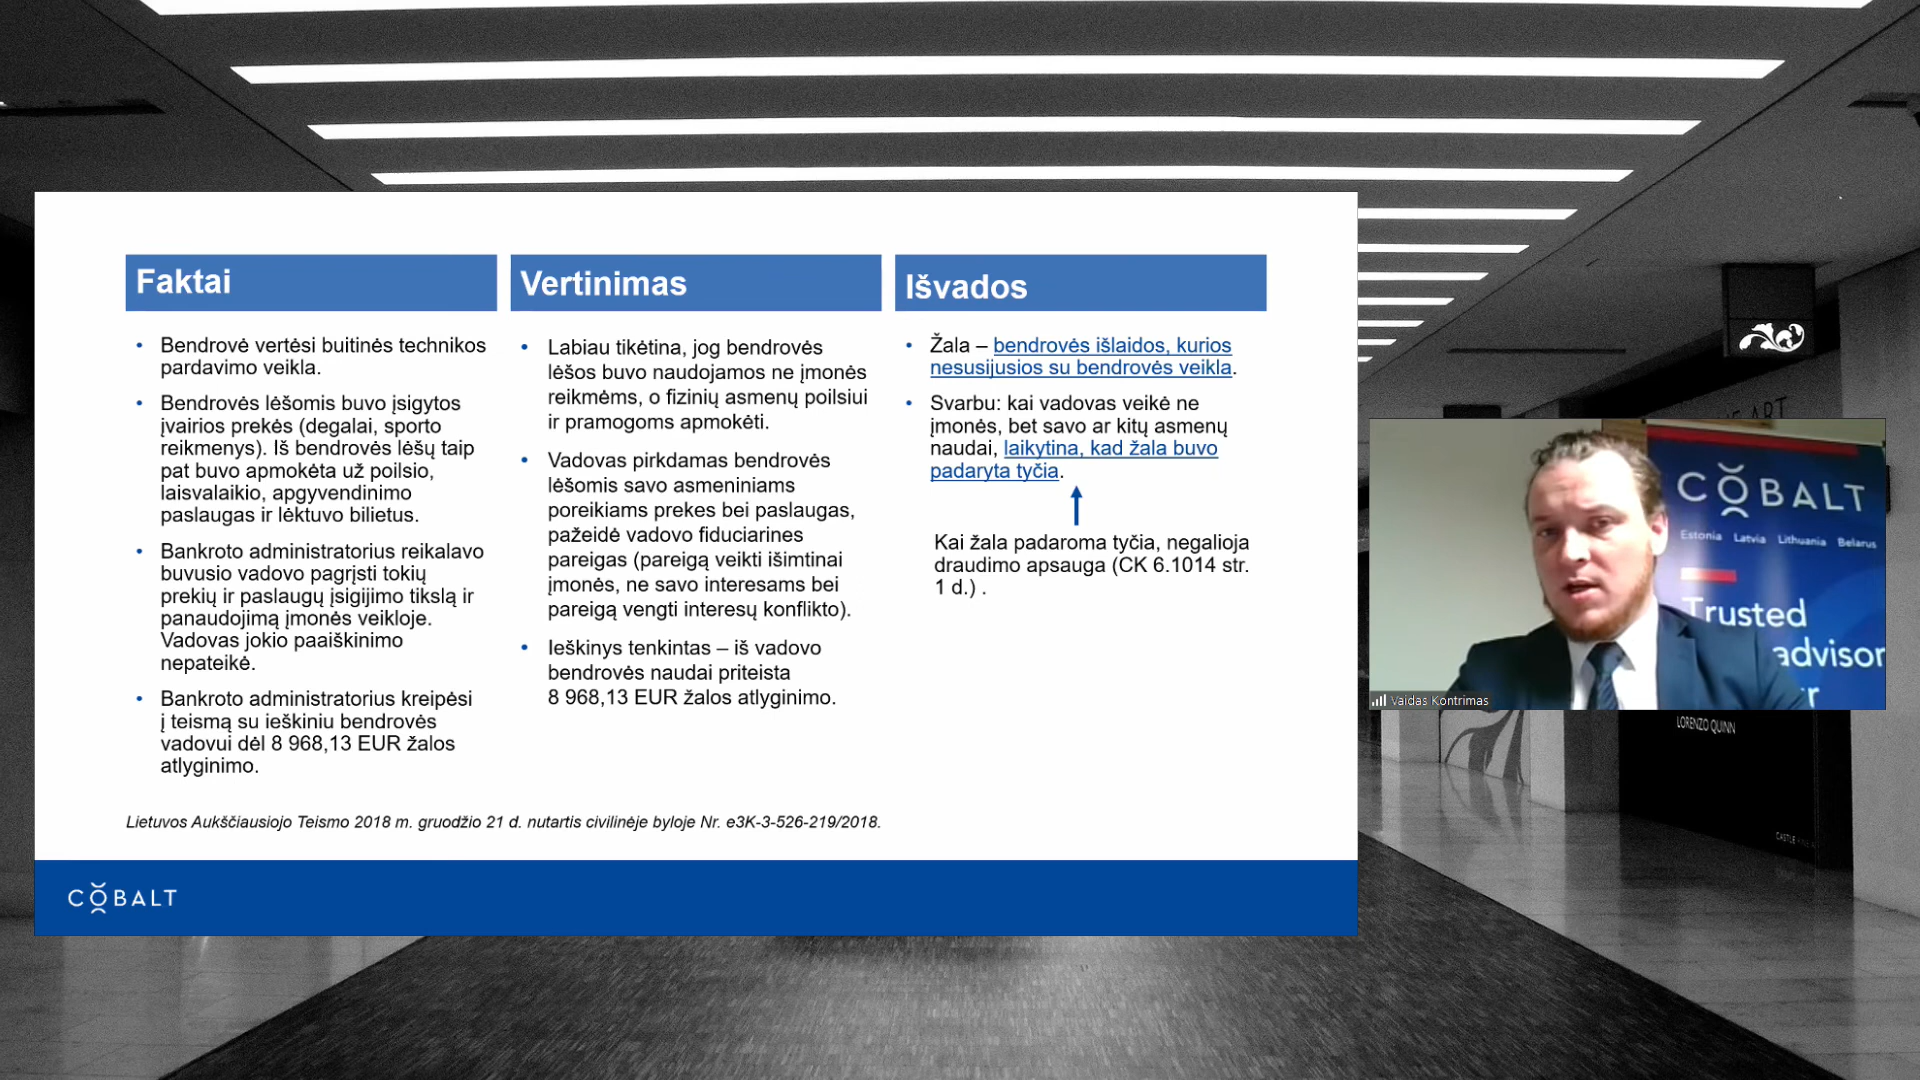 Faktai
Bendrovė vertėsi buitinės technikos
pardavimo veikla.
Bendrovės lėšomis buvo įsigytos
įvairios prekės (degalai, sporto
reikmenys). Iš bendrovės lėšų taip
pat buvo apmokėta už poilsio,
laisvalaikio, apgyvendinimo
paslaugas ir lėktuvo bilietus.
Bankroto administratorius reikalavo
buvusio vadovo pagrįsti tokių
prekių ir paslaugų įsigijimo tikslą ir
panaudojimą įmonės veikloje.
Vadovas jokio paaiškinimo
nepateikė.
Bankroto administratorius kreipėsi
į teismą su ieškiniu bendrovės
vadovui dėl 8 968,13 EUR žalos
atlyginimo.
Vertinimas
Labiau tikėtina, jog bendrovės
lėšos buvo naudojamos ne įmonės
reikmėms, o fizinių asmenų poilsiui
ir pramogoms apmokėti.
Vadovas pirkdamas bendrovės
lėšomis savo asmeniniams
poreikiams prekes bei paslaugas,
pažeidė vadovo fiduciarines
pareigas (pareigą veikti išimtinai
įmonės, ne savo interesams bei
pareigą vengti interesų konflikto).
Ieškinys tenkintas – iš vadovo
bendrovės naudai priteista
8 968,13 EUR žalos atlyginimo.
Išvados
Žala – bendrovės išlaidos, kurios
nesusijusios su bendrovės veikla.
Svarbu: kai vadovas veikė ne
įmonės, bet savo ar kitų asmenų
naudai, laikytina, kad žala buvo
padaryta tyčia.
Kai žala padaroma tyčia, negalioja
draudimo apsauga (CK 6.1014 str.
1 d.) .
Lietuvos Aukščiausiojo Teismo 2018 m. gruodžio 21 d. nutartis civilinėje byloje Nr. e3K-3-526-219/2018.
COBALT
COBALT
Estonia Latvia Lithuania Belarus
Trusted
advisor
Vaidas Kontrimas
ART
LORENZO QUINN